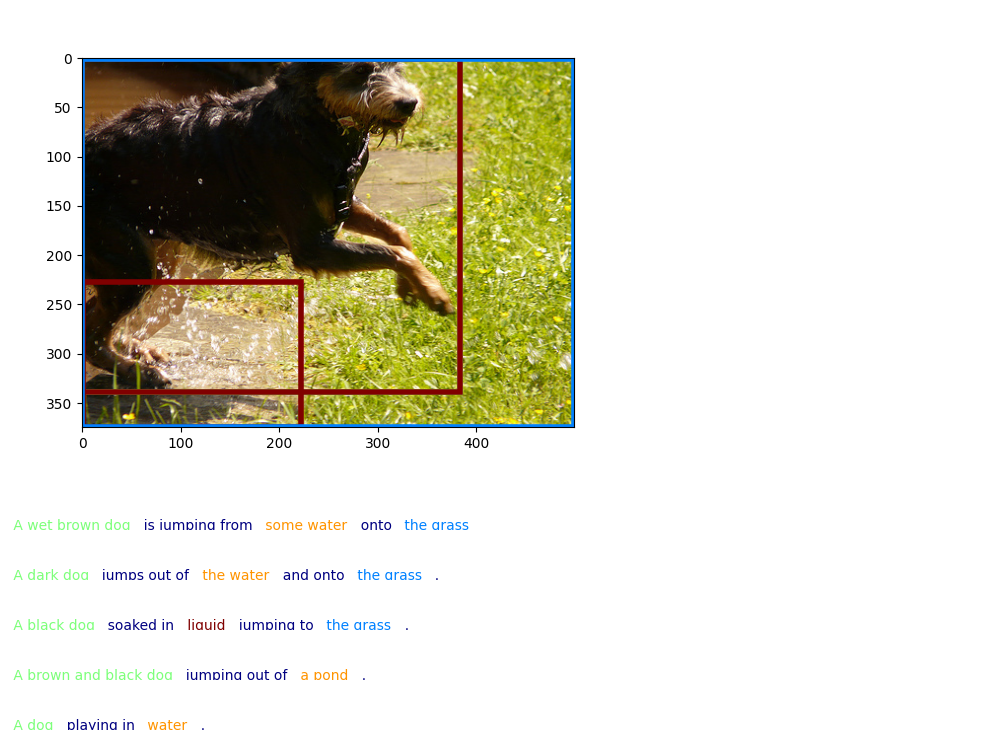 0
50
100
150
200
250
300
350
0 100 200 300 400
A wet brown dog is jumping from some water onto the grass
A dark dog jumps out of the water and onto the grass .
A black dog soaked in liquid jumping to the grass .
A brown and black dog jumping out of a pond .
A dog playing in water .